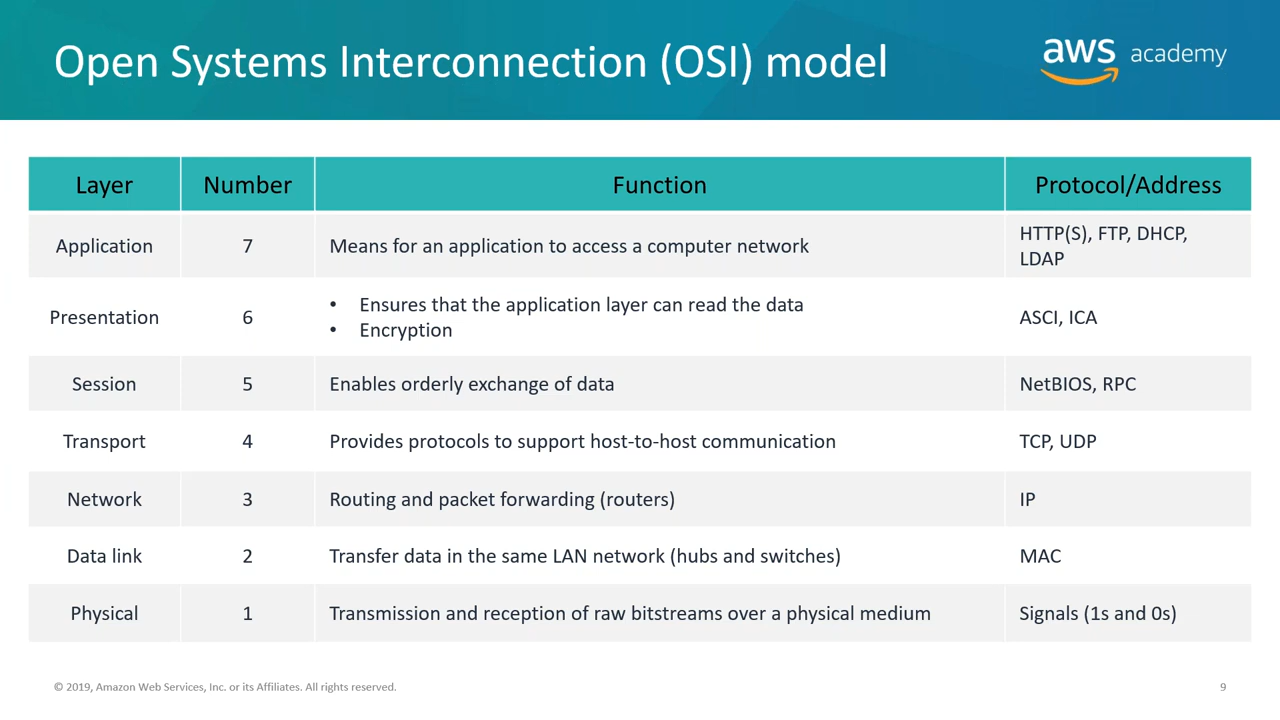 Open Systems Interconnection (OSI) model
aws academy
Layer Number Function Protocol/Address
Application 7 Means for an application to access a computer network HTTP(S), FTP, DHCP,
LDAP
Presentation 6 • Ensures that the application layer can read the data
• Encryption ASCI, ICA
Session 5 Enables orderly exchange of data NetBIOS, RPC
Transport 4 Provides protocols to support host-to-host communication TCP, UDP
Network 3 Routing and packet forwarding (routers) IP
Data link 2 Transfer data in the same LAN network (hubs and switches) MAC
Physical 1 Transmission and reception of raw bitstreams over a physical medium Signals (1s and 0s)
© 2019, Amazon Web Services, Inc. or its Affiliates. All rights reserved. 9